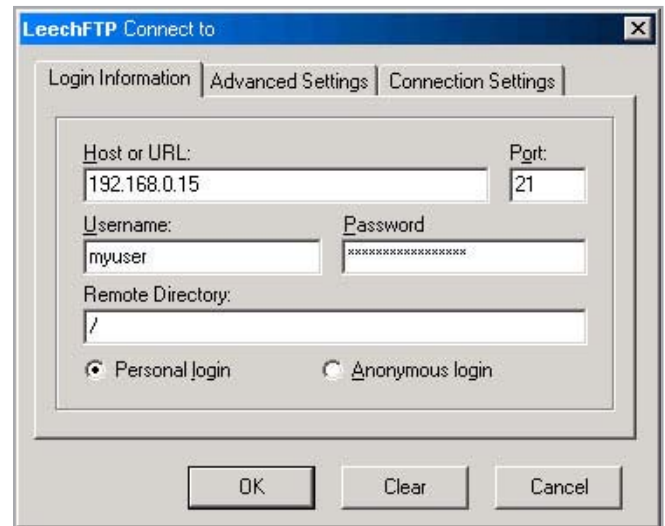 LeechFTP Connect to
Login Information Advanced Settings Connection Settings
Host or URL: Port:
192.168.0.15 21
Username: Password
myuser ****************
Remote Directory:
/
Personal login Anonymous login
OK Clear Cancel